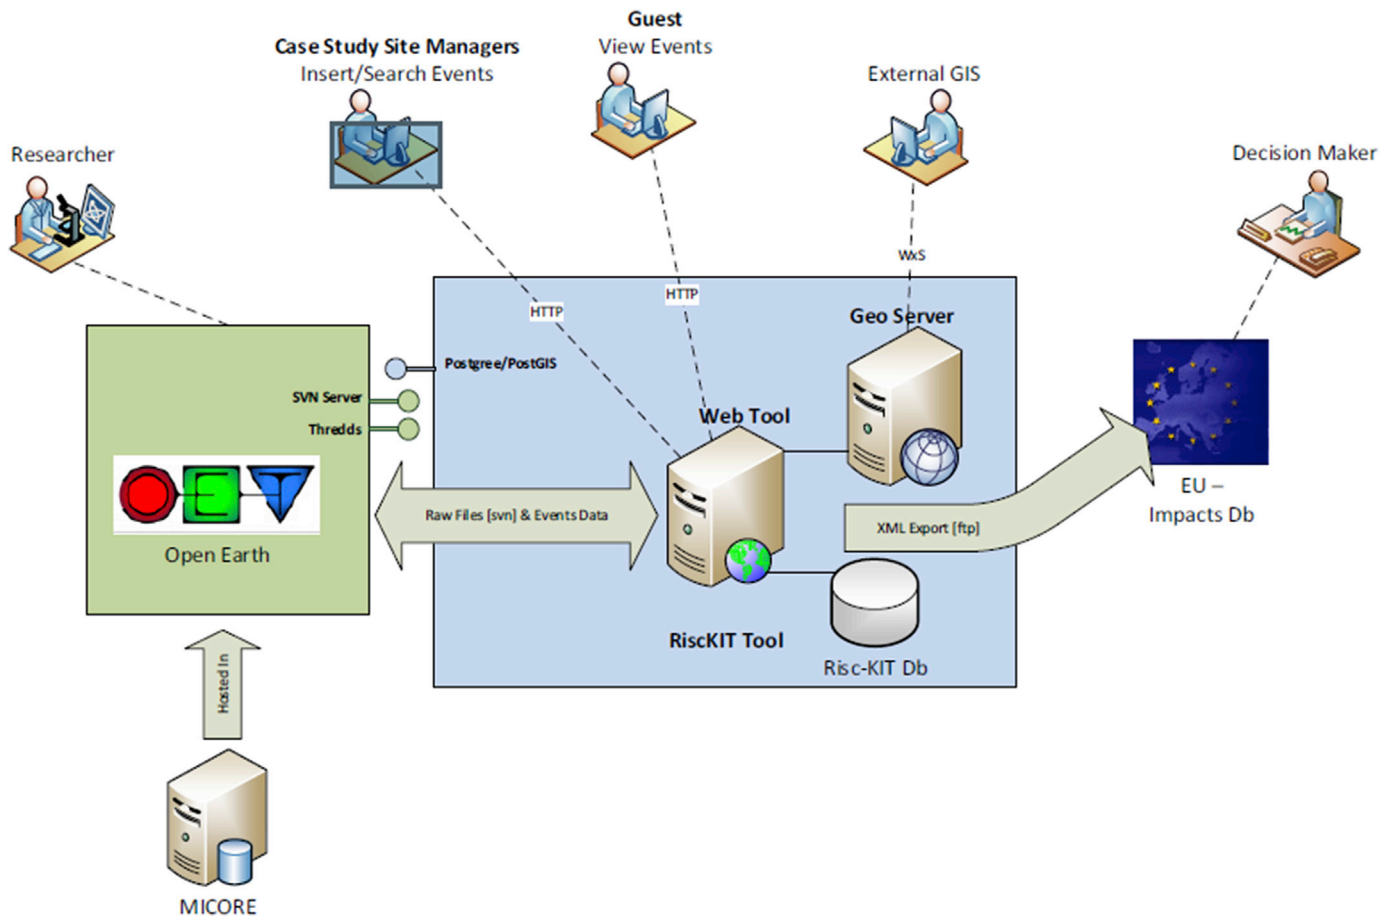 Guest
View Events
Case Study Site Managers
Insert/Search Events
External GIS
Researcher
Decision Maker
WxS
HTTP
HTTP
Geo Server
Postgree/PostGIS
SVN Server
Thredds
Web Tool
EU –
Impacts Db
Raw Files [svn] & Events Data
XML Export [ftp]
Open Earth
RiscKIT Tool
Risc-KIT Db
Hosted In
MICORE